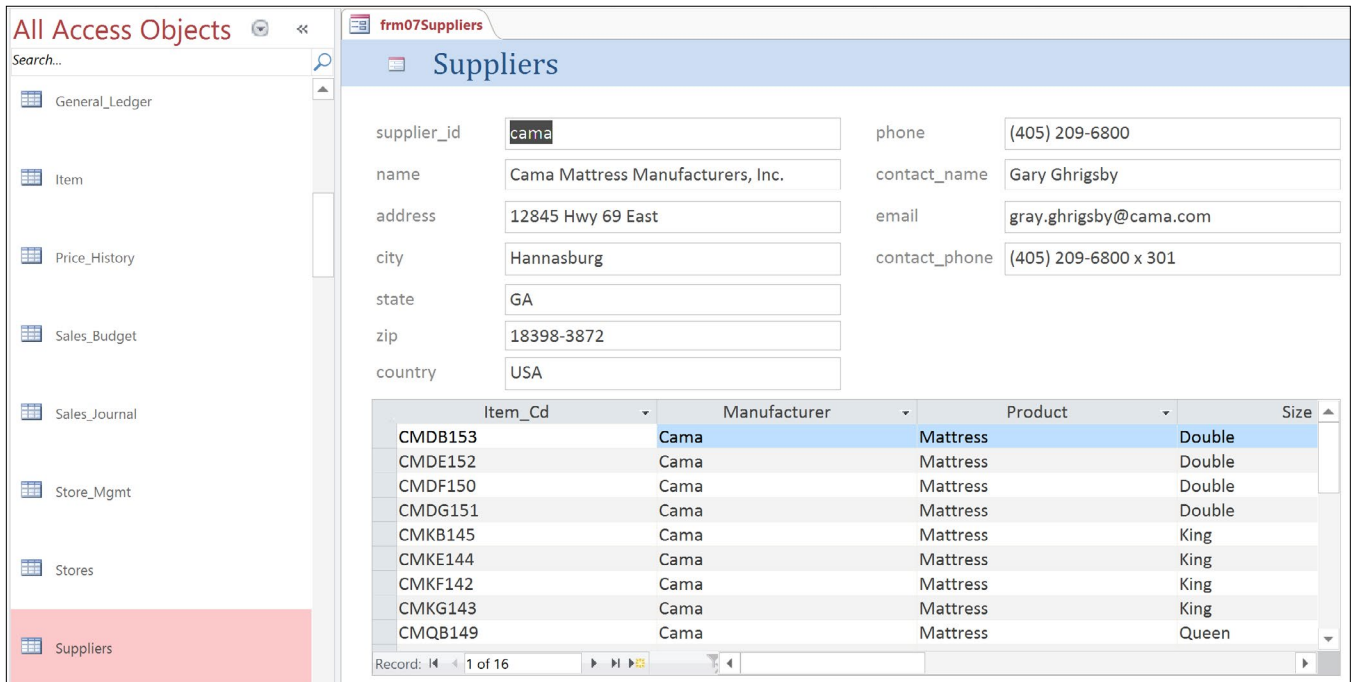 All Access Objects
Search...
General_Ledger
Item
Price_History
Sales_Budget
Sales_Journal
Store_Mgmt
Stores
Suppliers
frm07Suppliers
Suppliers
supplier_id cama
name Cama Mattress Manufacturers, Inc.
address 12845 Hwy 69 East
city Hannasburg
state GA
zip 18398-3872
country USA
phone (405) 209-6800
contact_name Gary Ghrigsby
email gray.ghrigsby@cama.com
contact_phone (405) 209-6800 x 301
Item_Cd Manufacturer Product Size
CMDB153 Cama Mattress Double
CMDE152 Cama Mattress Double
CMDF150 Cama Mattress Double
CMDG151 Cama Mattress Double
CMKB145 Cama Mattress King
CMKE144 Cama Mattress King
CMKF142 Cama Mattress King
CMKG143 Cama Mattress King
CMQB149 Cama Mattress Queen
Record: 1 of 16